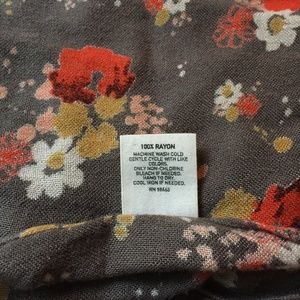 100% RAYON
MACHINE WASH COLD
GENTLE CYCLE WITH LIKE
COLORS.
ONLY NON-CHLORINE
BLEACH IF NEEDED.
HANG TO DRY.
COOL IRON IF NEEDED.
RN